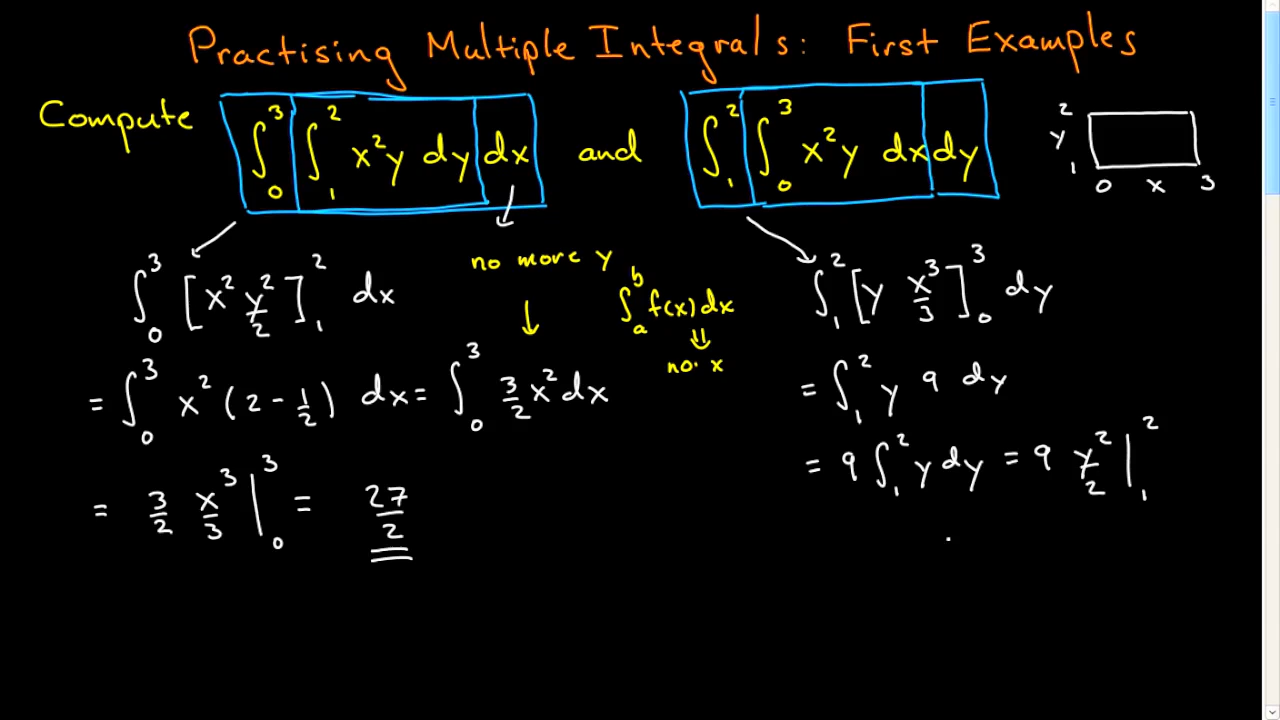 Practising Multiple Integrals: First Examples
Compute ∫₀³ ∫₁² x²y dy dx and ∫₁² ∫₀³ x²y dx dy
2
y
1
0 x 3
∫₀³ [x² y²/2]₁² dx
no more y
∫ₐᵇ f(x) dx
no x
∫₁² [y x³/3]₀³ dy
= ∫₀³ x² (2 - 1/2) dx = ∫₀³ 3/2 x² dx
= ∫₁² y 9 dy
= 9 ∫₁² y dy = 9 y²/2 |₁²
= 3/2 x³/3 |₀³ = 27/2